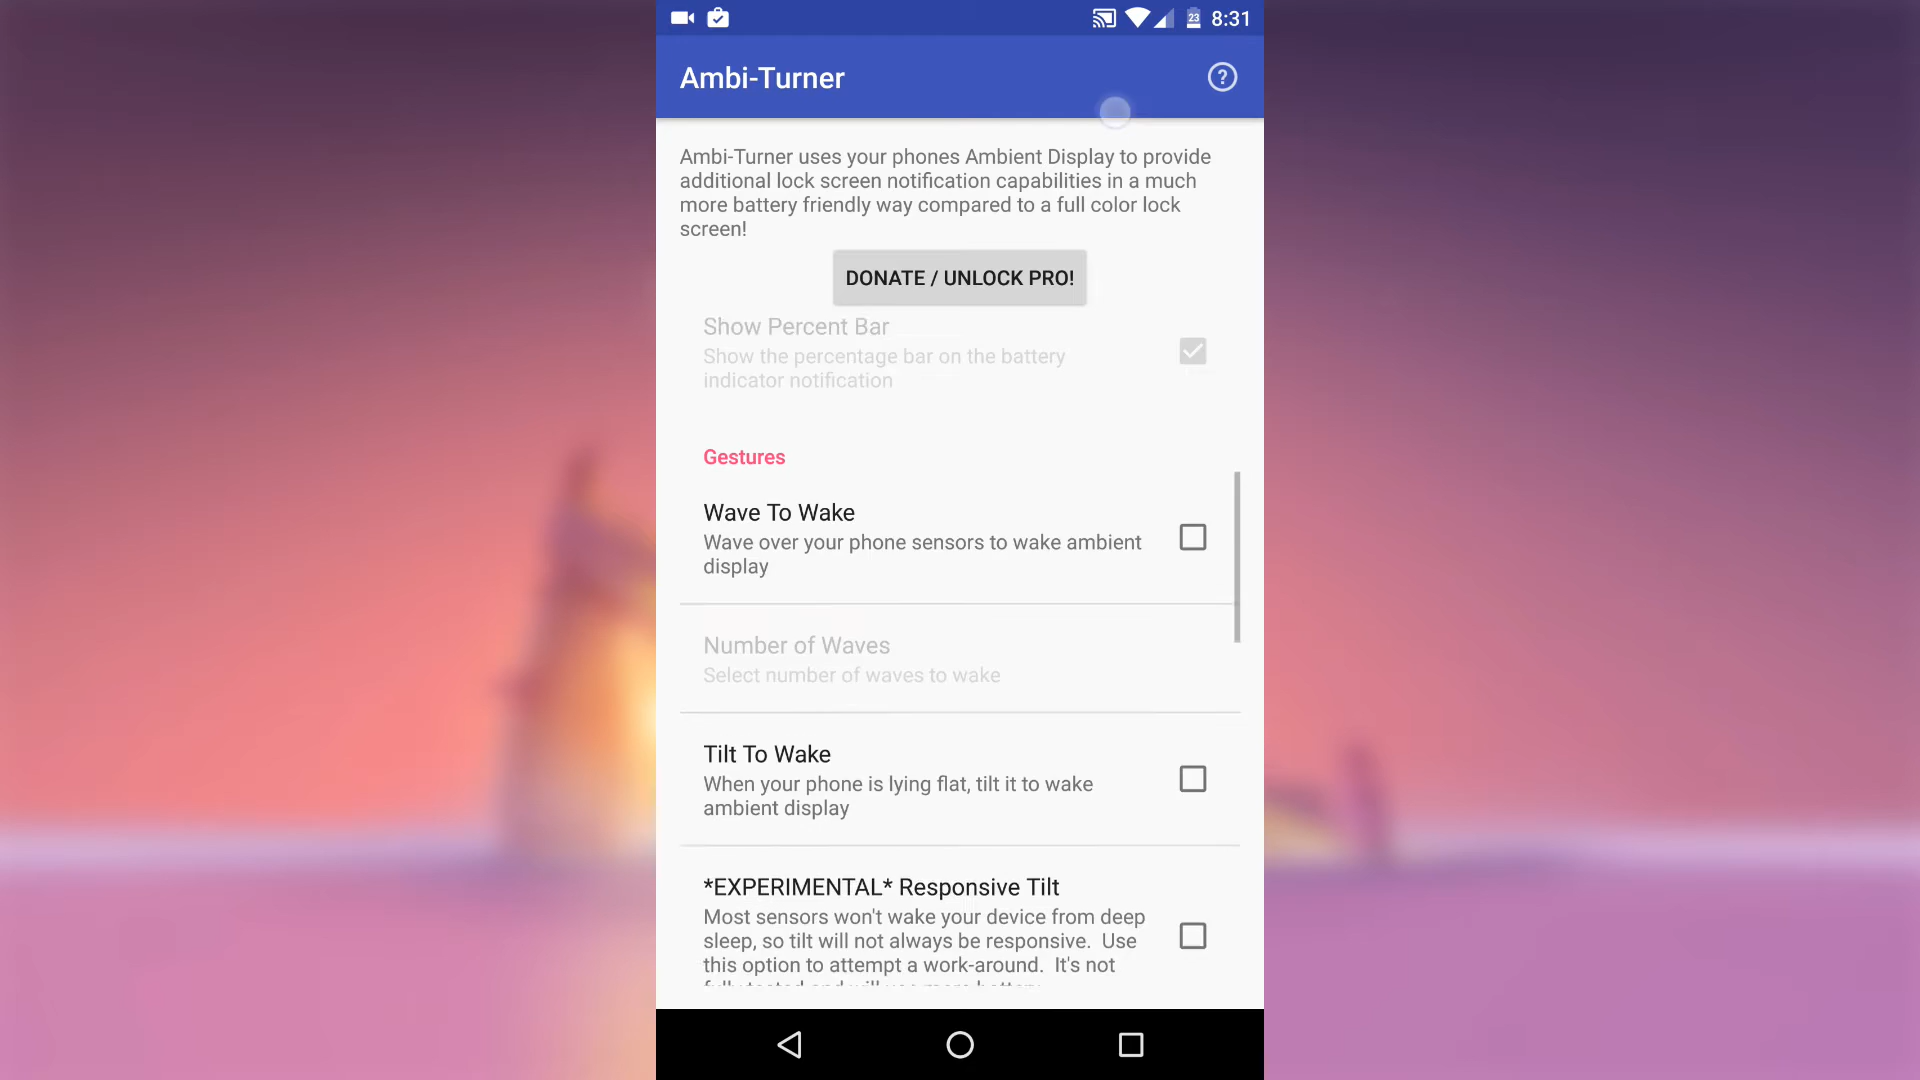 23 8:31
Ambi-Turner
Ambi-Turner uses your phones Ambient Display to provide
additional lock screen notification capabilities in a much
more battery friendly way compared to a full color lock
screen!
DONATE / UNLOCK PRO!
Show Percent Bar
Show the percentage bar on the battery
indicator notification
Gestures
Wave To Wake
Wave over your phone sensors to wake ambient
display
Number of Waves
Select number of waves to wake
Tilt To Wake
When your phone is lying flat, tilt it to wake
ambient display
*EXPERIMENTAL* Responsive Tilt
Most sensors won't wake your device from deep
sleep, so tilt will not always be responsive.  Use
this option to attempt a work-around.  It's not